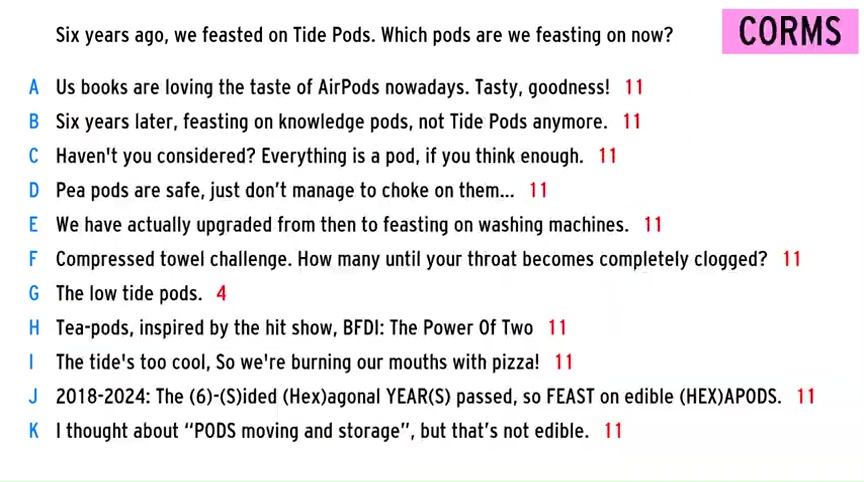 Six years ago, we feasted on Tide Pods. Which pods are we feasting on now?
CORMS
A Us books are loving the taste of AirPods nowadays. Tasty, goodness! 11
B Six years later, feasting on knowledge pods, not Tide Pods anymore. 11
C Haven't you considered? Everything is a pod, if you think enough. 11
D Pea pods are safe, just don't manage to choke on them... 11
E We have actually upgraded from then to feasting on washing machines. 11
F Compressed towel challenge. How many until your throat becomes completely clogged? 11
G The low tide pods. 4
H Tea-pods, inspired by the hit show, BFDI: The Power Of Two 11
I The tide's too cool, So we're burning our mouths with pizza! 11
J 2018-2024: The (6)-(S)ided (Hex)agonal YEAR(S) passed, so FEAST on edible (HEX)APODS. 11
K I thought about “PODS moving and storage”, but that's not edible. 11